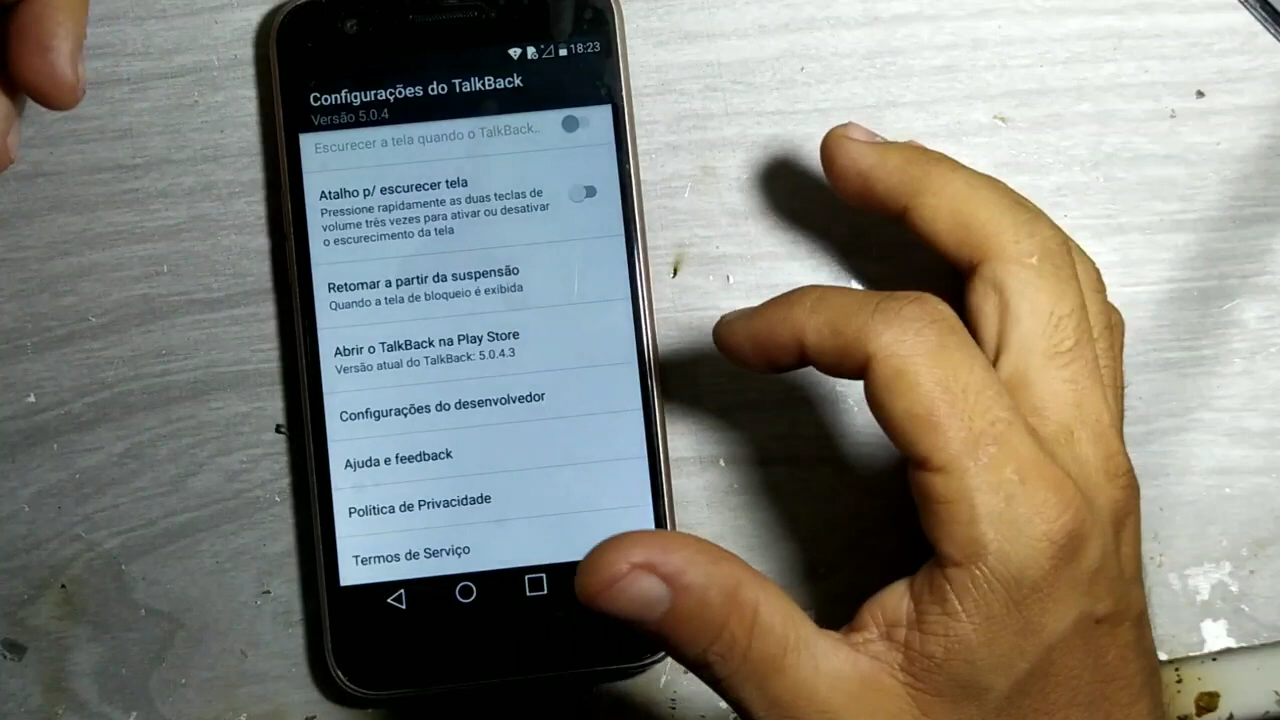 18:23
Configurações do TalkBack
Versão 5.0.4
Escurecer a tela quando o TalkBack...
Atalho p/ escurecer tela
Pressione rapidamente as duas teclas de
volume três vezes para ativar ou desativar
o escurecimento da tela
Retomar a partir da suspensão
Quando a tela de bloqueio é exibida
Abrir o TalkBack na Play Store
Versão atual do TalkBack: 5.0.4.3
Configurações do desenvolvedor
Ajuda e feedback
Política de Privacidade
Termos de Serviço